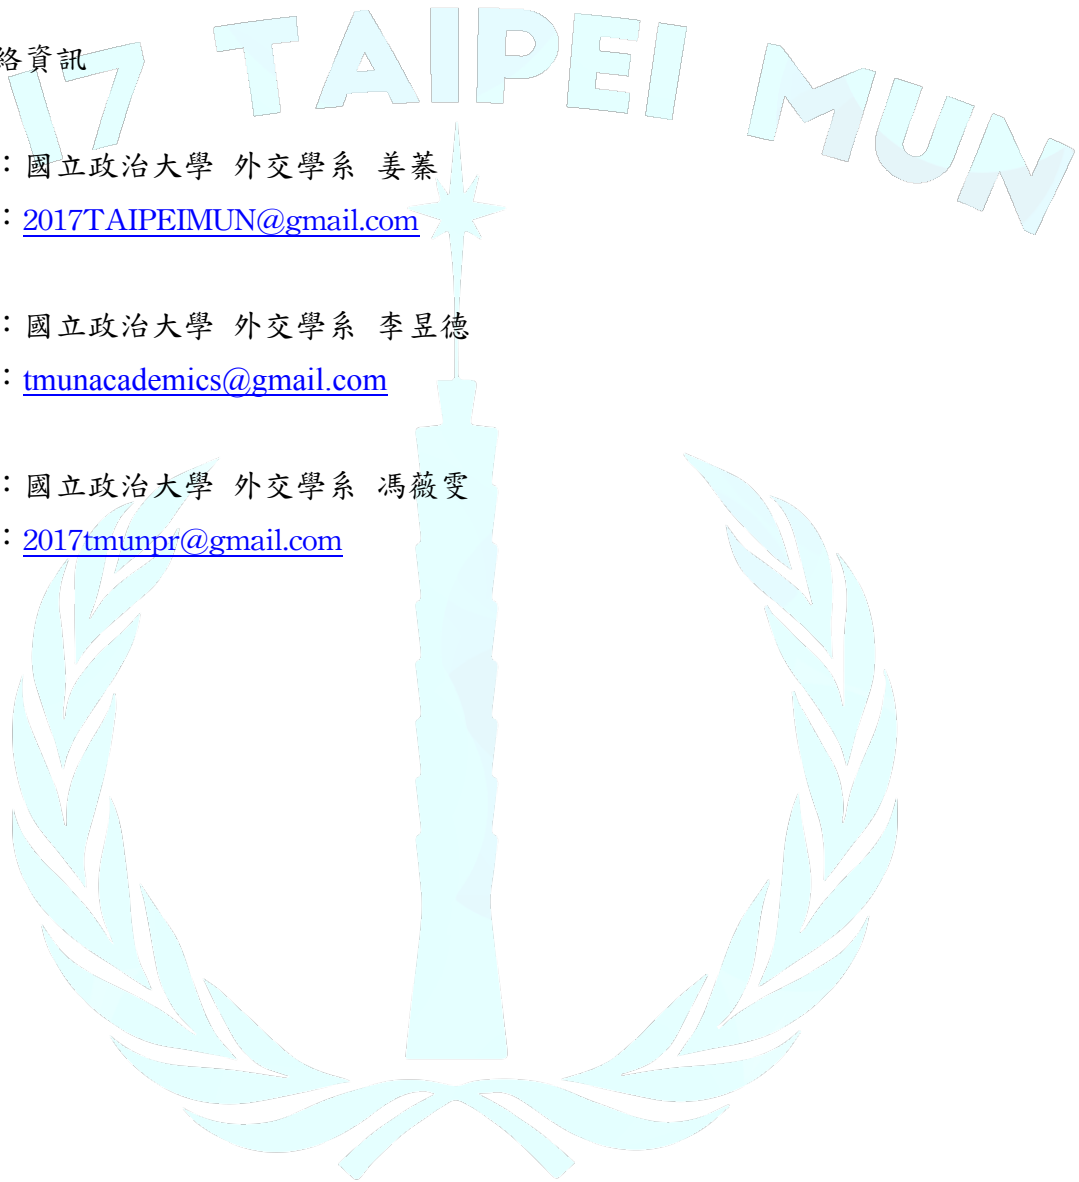 17 TAIPEI MUN
絡資訊
：國立政治大學 外交學系 姜蓁
：2017TAIPEIMUN@gmail.com
：國立政治大學 外交學系 李昱德
：tmunacademics@gmail.com
：國立政治大學 外交學系 馮薇雯
：2017tmunpr@gmail.com